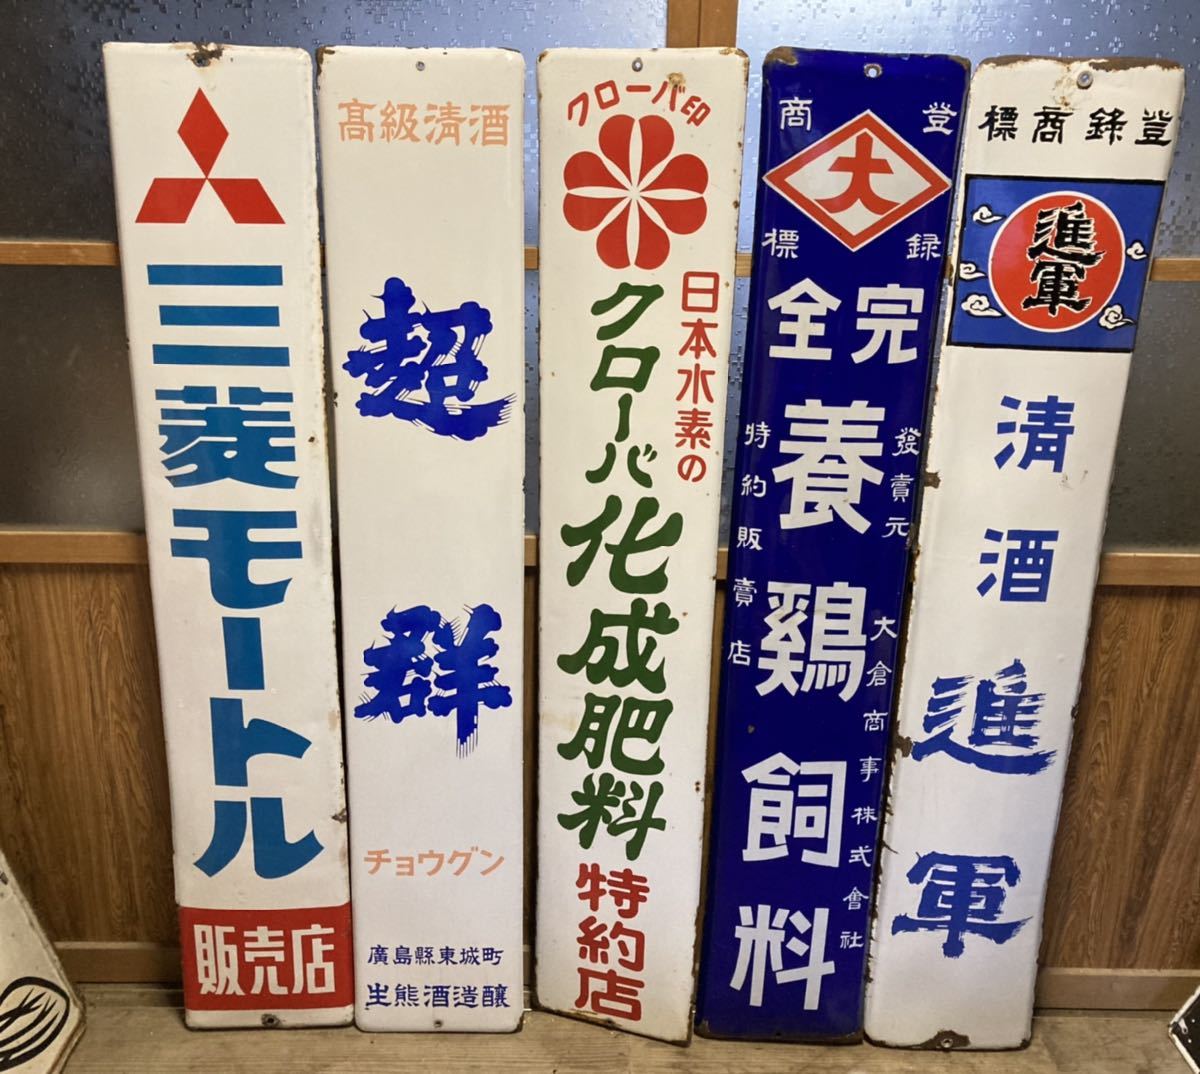 三菱モートル
販売店
高級清酒
超群
チョウグン
廣島縣東城町
生熊酒造釀
クローバ印
日本水素の
クローバ化成肥料
特約店
登錄商標
大
完全養鶏飼料
發賣元 大倉商事株式會社
特約販賣店
登録商標
進軍
清酒
進軍